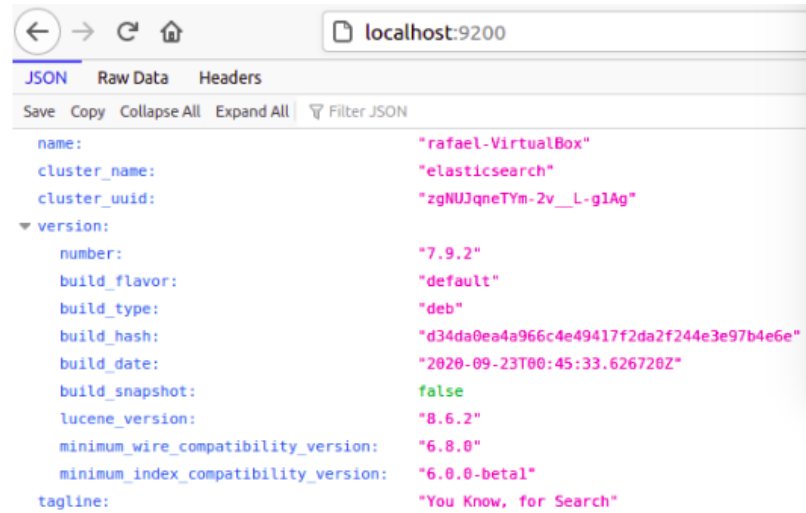 localhost:9200
JSON Raw Data Headers
Save Copy Collapse All Expand All Filter JSON
name: "rafael-VirtualBox"
cluster_name: "elasticsearch"
cluster_uuid: "zgNUJqneTYm-2v__L-g1Ag"
version:
number: "7.9.2"
build_flavor: "default"
build_type: "deb"
build_hash: "d34da0ea4a966c4e49417f2da2f244e3e97b4e6e"
build_date: "2020-09-23T00:45:33.626720Z"
build_snapshot: false
lucene_version: "8.6.2"
minimum_wire_compatibility_version: "6.8.0"
minimum_index_compatibility_version: "6.0.0-beta1"
tagline: "You Know, for Search"